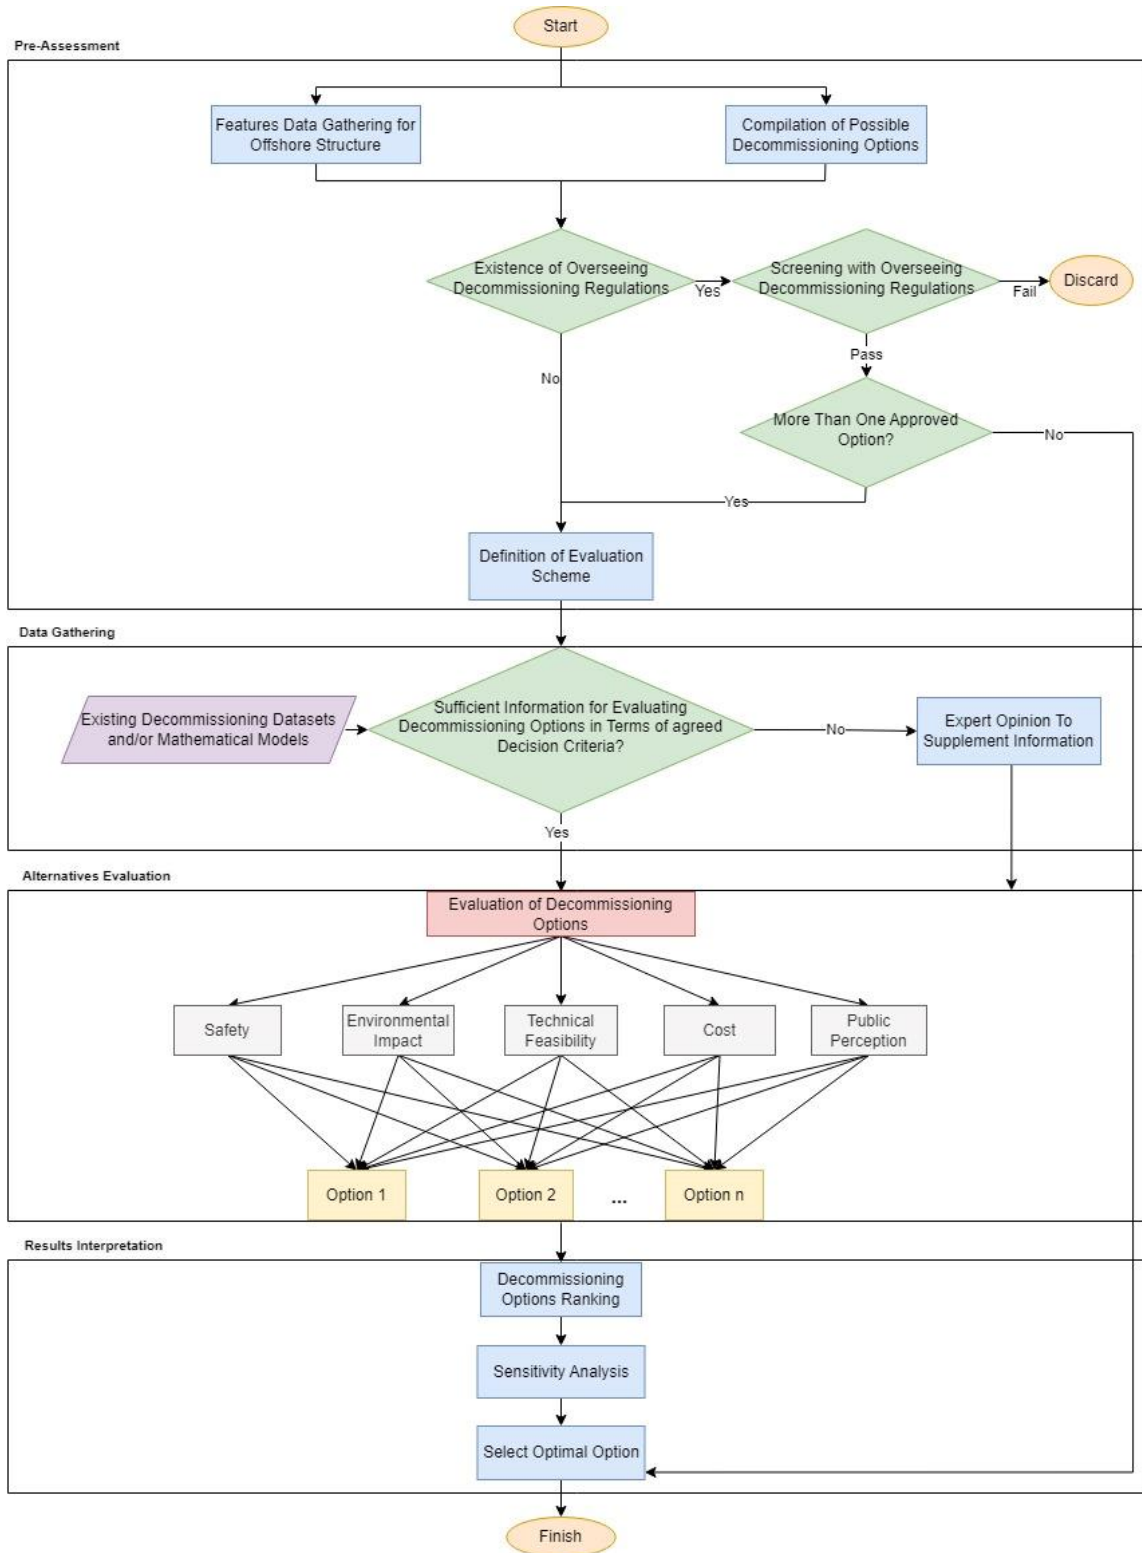 Start
Pre-Assessment
Features Data Gathering for
Offshore Structure
Compilation of Possible
Decommissioning Options
Existence of Overseeing
Decommissioning Regulations
Yes
Screening with Overseeing
Decommissioning Regulations
Fail
Discard
Pass
No
More Than One Approved
Option?
No
Yes
Definition of Evaluation
Scheme
Data Gathering
Existing Decommissioning Datasets
and/or Mathematical Models
Sufficient Information for Evaluating
Decommissioning Options in Terms of agreed
Decision Criteria?
No
Expert Opinion To
Supplement Information
Yes
Alternatives Evaluation
Evaluation of Decommissioning
Options
Safety
Environmental
Impact
Technical
Feasibility
Cost
Public
Perception
Option 1
Option 2
...
Option n
Results Interpretation
Decommissioning
Options Ranking
Sensitivity Analysis
Select Optimal Option
Finish